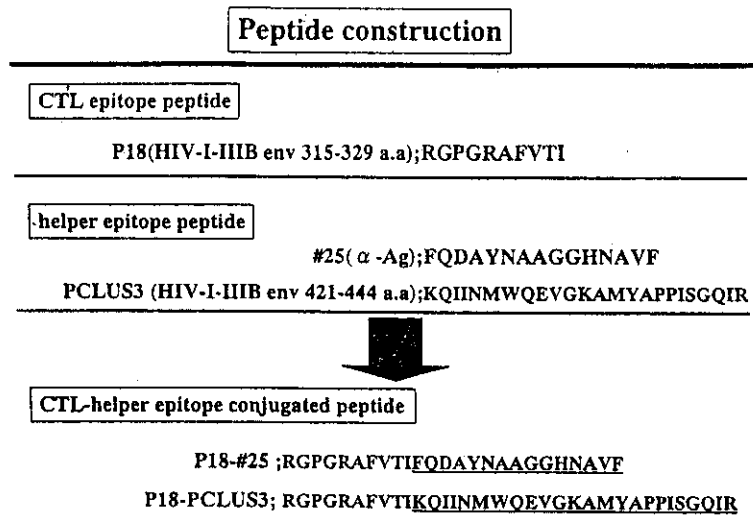 Peptide construction
CTL epitope peptide
P18(HIV-I-IIIB env 315-329 a.a);RGPGRAFVTI
helper epitope peptide
#25(α-Ag);FQDAYNAAGGHNAVF
PCLUS3 (HIV-I-IIIB env 421-444 a.a);KQIINMWQEVGKAMYAPPISGQIR
CTL-helper epitope conjugated peptide
P18-#25 ;RGPGRAFVTIFQDAYNAAGGHNAVF
P18-PCLUS3; RGPGRAFVTIKQIINMWQEVGKAMYAPPISGQIR